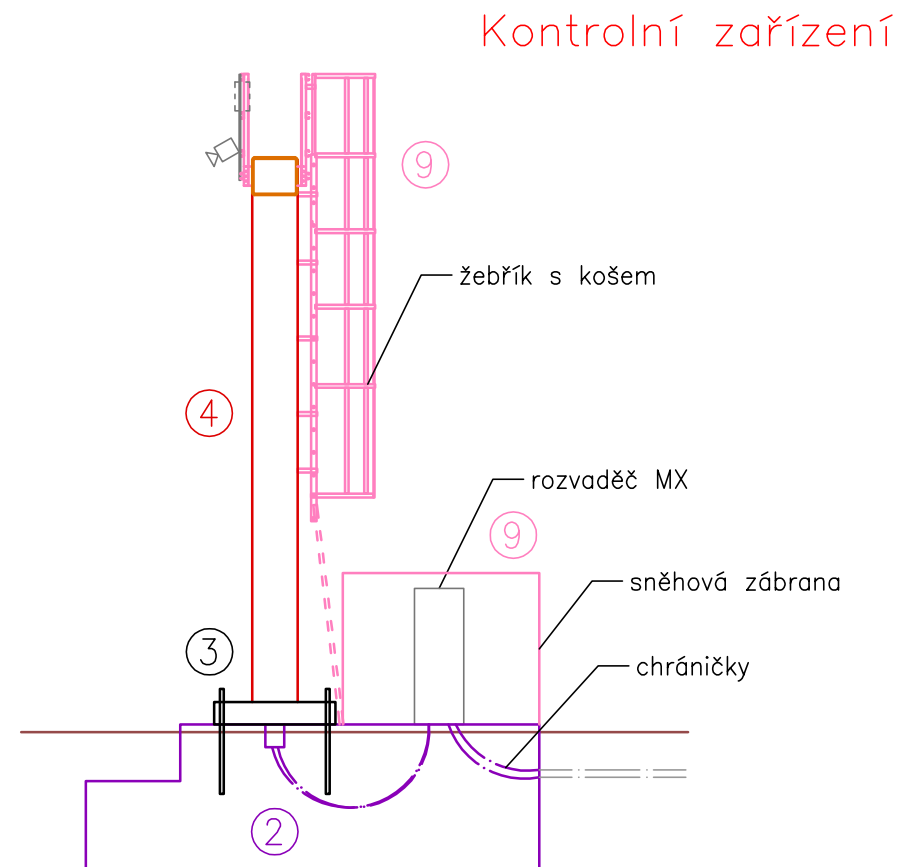 Kontrolní zařízení
9
žebřík s košem
4
rozvaděč MX
9
sněhová zábrana
3
chráničky
2